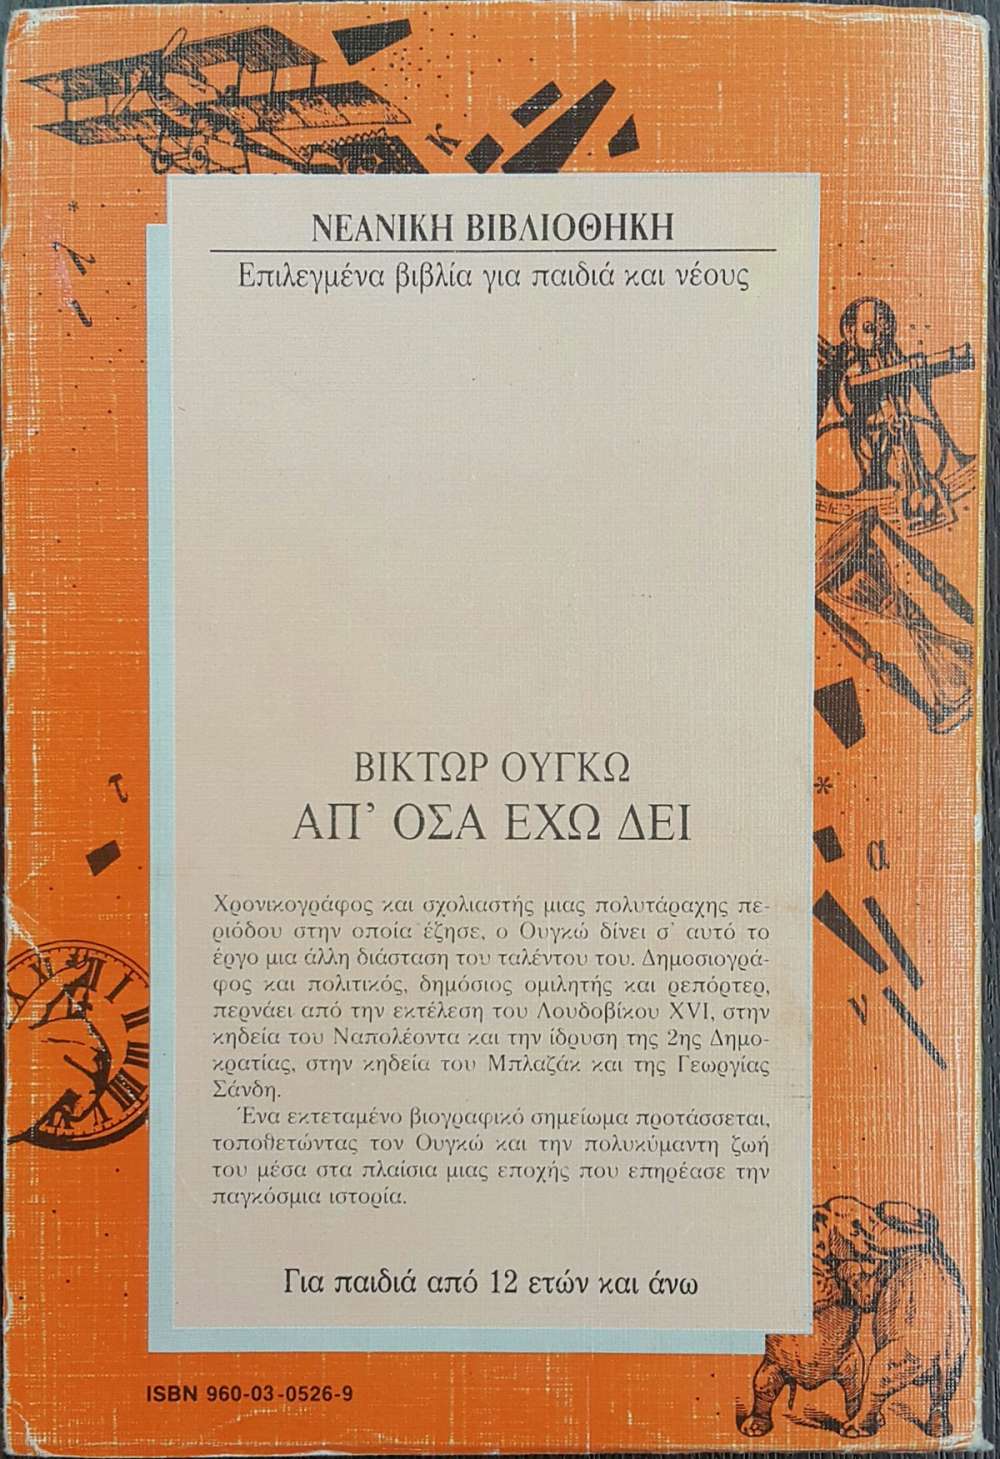 ΝΕΑΝΙΚΗ ΒΙΒΛΙΟΘΗΚΗ
Επιλεγμένα βιβλία για παιδιά και νέους
ΒΙΚΤΩΡ ΟΥΓΚΩ
ΑΠ’ ΟΣΑ ΕΧΩ ΔΕΙ
Χρονικογράφος και σχολιαστής μιας πολυτάραχης πε-
ριόδου στην οποία έζησε, ο Ουγκώ δίνει σ’ αυτό το
έργο μια άλλη διάσταση του ταλέντου του. Δημοσιογρά-
φος και πολιτικός, δημόσιος ομιλητής και ρεπόρτερ,
περνάει από την εκτέλεση του Λουδοβίκου XVI, στην
κηδεία του Ναπολέοντα και την ίδρυση της 2ης Δημο-
κρατίας, στην κηδεία του Μπλαζάκ και της Γεωργίας
Σάνδη.
Ένα εκτεταμένο βιογραφικό σημείωμα προτάσσεται,
τοποθετώντας τον Ουγκώ και την πολυκύμαντη ζωή
του μέσα στα πλαίσια μιας εποχής που επηρέασε την
παγκόσμια ιστορία.
Για παιδιά από 12 ετών και άνω
ISBN 960-03-0526-9